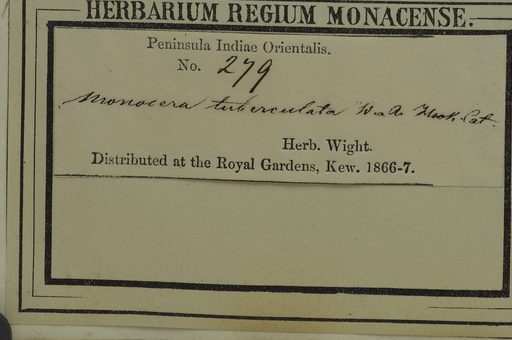 HERBARIUM REGIUM MONACENSE.
Peninsula Indiae Orientalis.
No. 279
Monocera tuberculata W.&A. Hook. Cat.
Herb. Wight.
Distributed at the Royal Gardens, Kew. 1866-7.